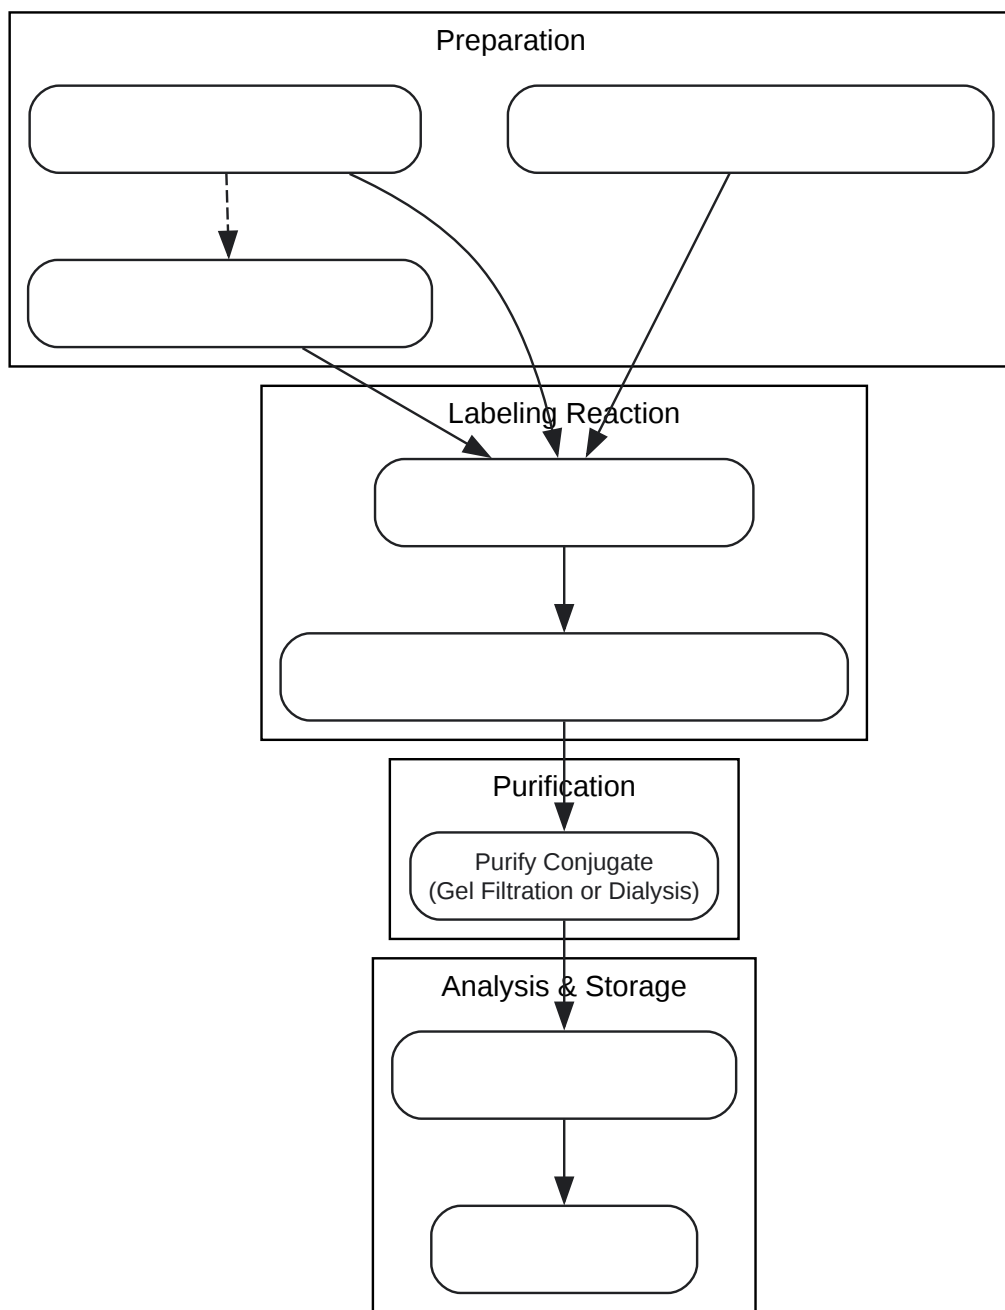 Preparation
Labeling Reaction
Purification
Purify Conjugate
(Gel Filtration or Dialysis)
Analysis & Storage